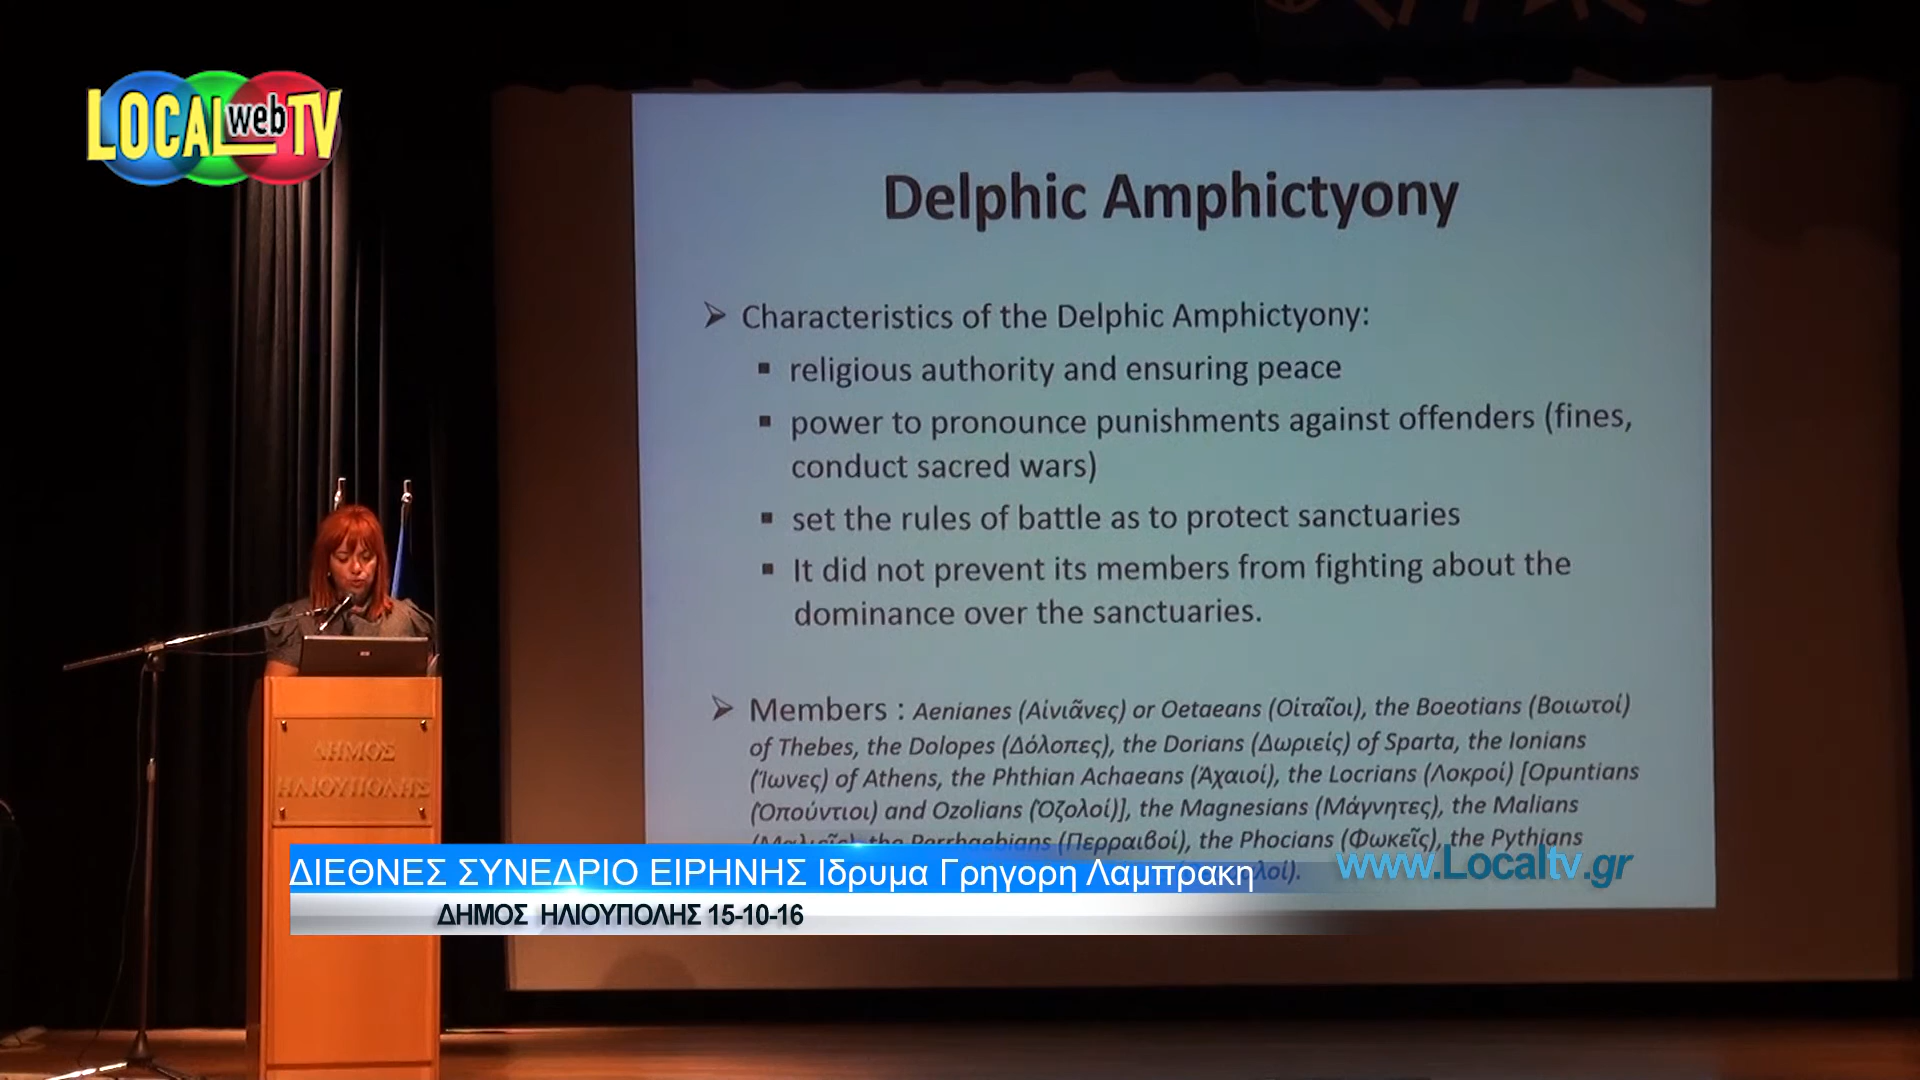 LOCAL web TV
Delphic Amphictyony
➢ Characteristics of the Delphic Amphictyony:
▪ religious authority and ensuring peace
▪ power to pronounce punishments against offenders (fines,
conduct sacred wars)
▪ set the rules of battle as to protect sanctuaries
▪ It did not prevent its members from fighting about the
dominance over the sanctuaries.
➢ Members : Aenianes (Αἰνιᾶνες) or Oetaeans (Οἰταῖοι), the Boeotians (Βοιωτοί)
of Thebes, the Dolopes (Δόλοπες), the Dorians (Δωριείς) of Sparta, the Ionians
(Ἴωνες) of Athens, the Phthian Achaeans (Ἀχαιοί), the Locrians (Λοκροί) [Opuntians
(Ὀπούντιοι) and Ozolians (Ὀζολοί)], the Magnesians (Μάγνητες), the Malians
the Perrhaebians (Περραιβοί), the Phocians (Φωκεῖς), the Pythians
ΔΗΜΟΣ
ΗΛΙΟΥΠΟΛΗΣ
ΔΙΕΘΝΕΣ ΣΥΝΕΔΡΙΟ ΕΙΡΗΝΗΣ Ιδρυμα Γρηγορη Λαμπρακη
www.Localtv.gr
ΔΗΜΟΣ ΗΛΙΟΥΠΟΛΗΣ 15-10-16